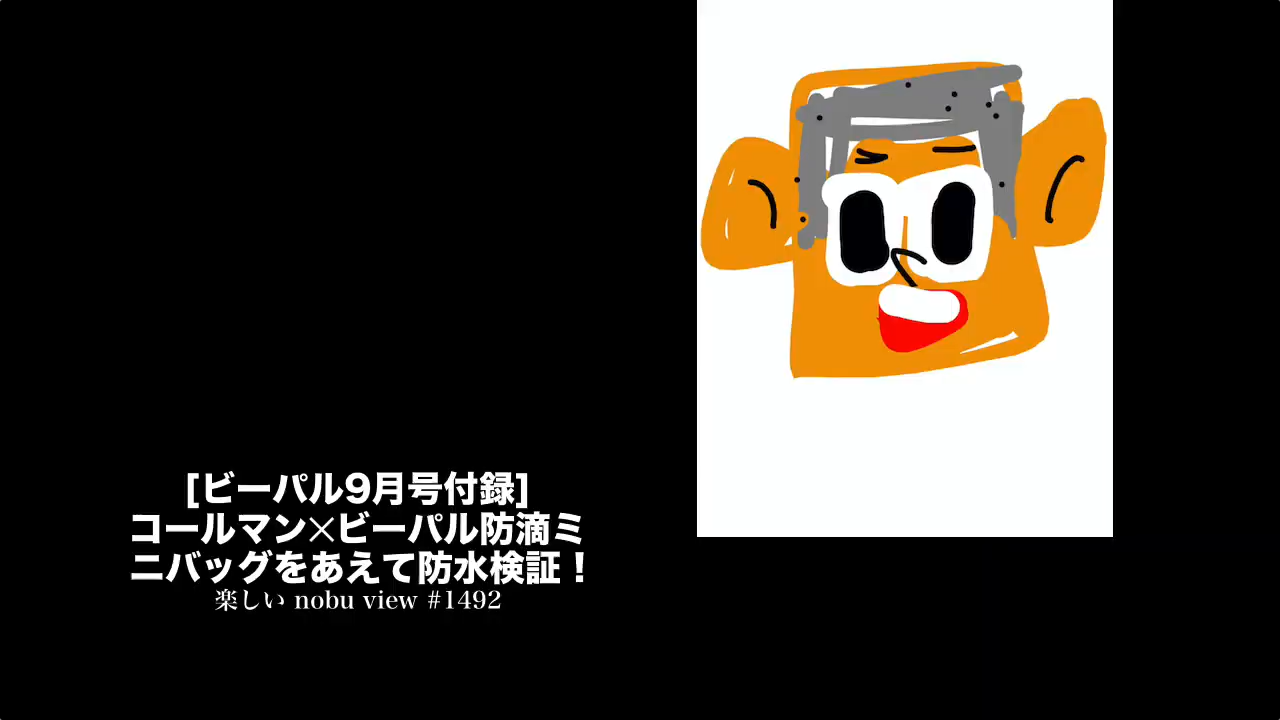 [ビーパル9月号付録]
コールマン×ビーパル防滴ミ
ニバッグをあえて防水検証！
楽しい nobu view #1492